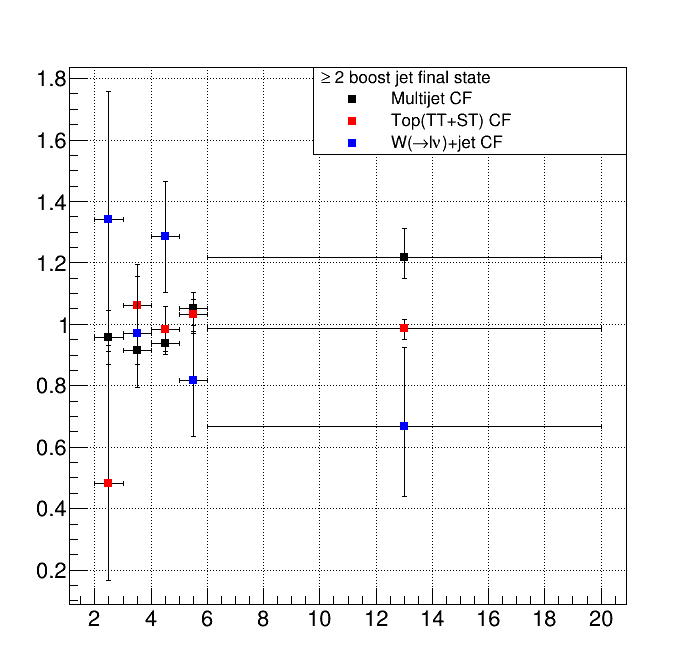 ≥ 2 boost jet final state
Multijet CF
Top(TT+ST) CF
W(→lν)+jet CF
1.8
1.6
1.4
1.2
1
0.8
0.6
0.4
0.2
2 4 6 8 10 12 14 16 18 20